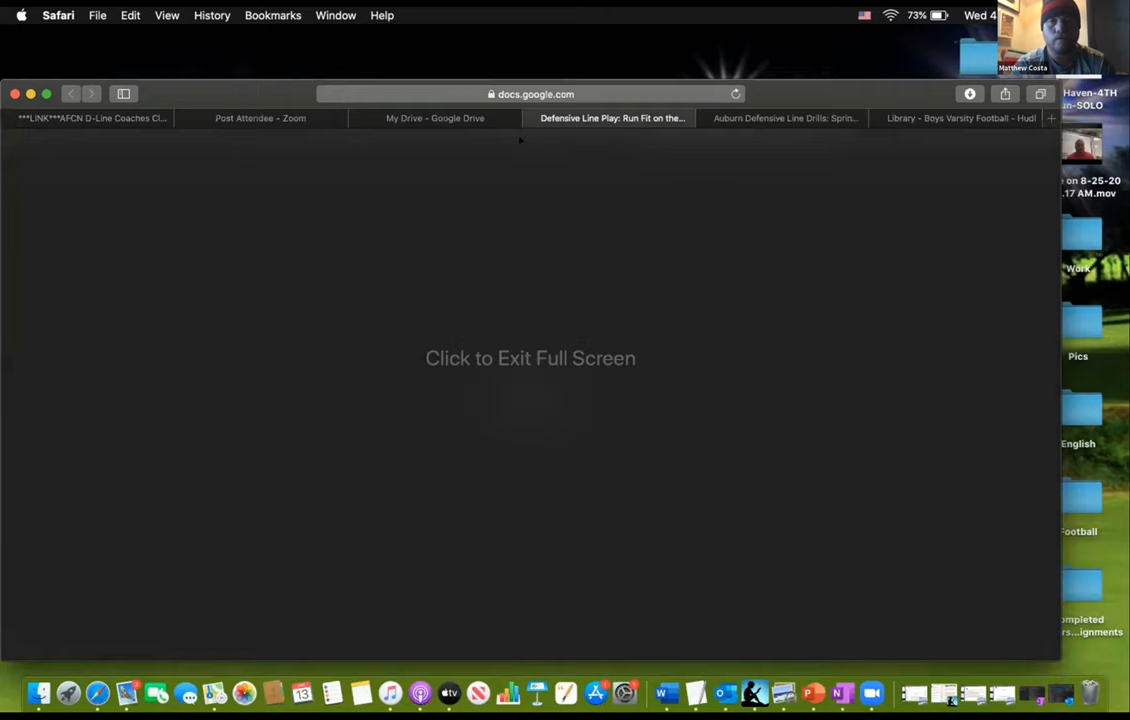 Safari File Edit View History Bookmarks Window Help 73% Wed 4
Matthew Costa
docs.google.com
***LINK***AFCN D-Line Coaches Cl... Post Attendee - Zoom My Drive - Google Drive Defensive Line Play: Run Fit on the... Auburn Defensive Line Drills: Sprin... Library - Boys Varsity Football - Hudl
Haven-4TH
un-SOLO
e on 8-25-20
.17 AM.mov
Work
Click to Exit Full Screen
Pics
English
Football
ompleted
rs...ignments
13